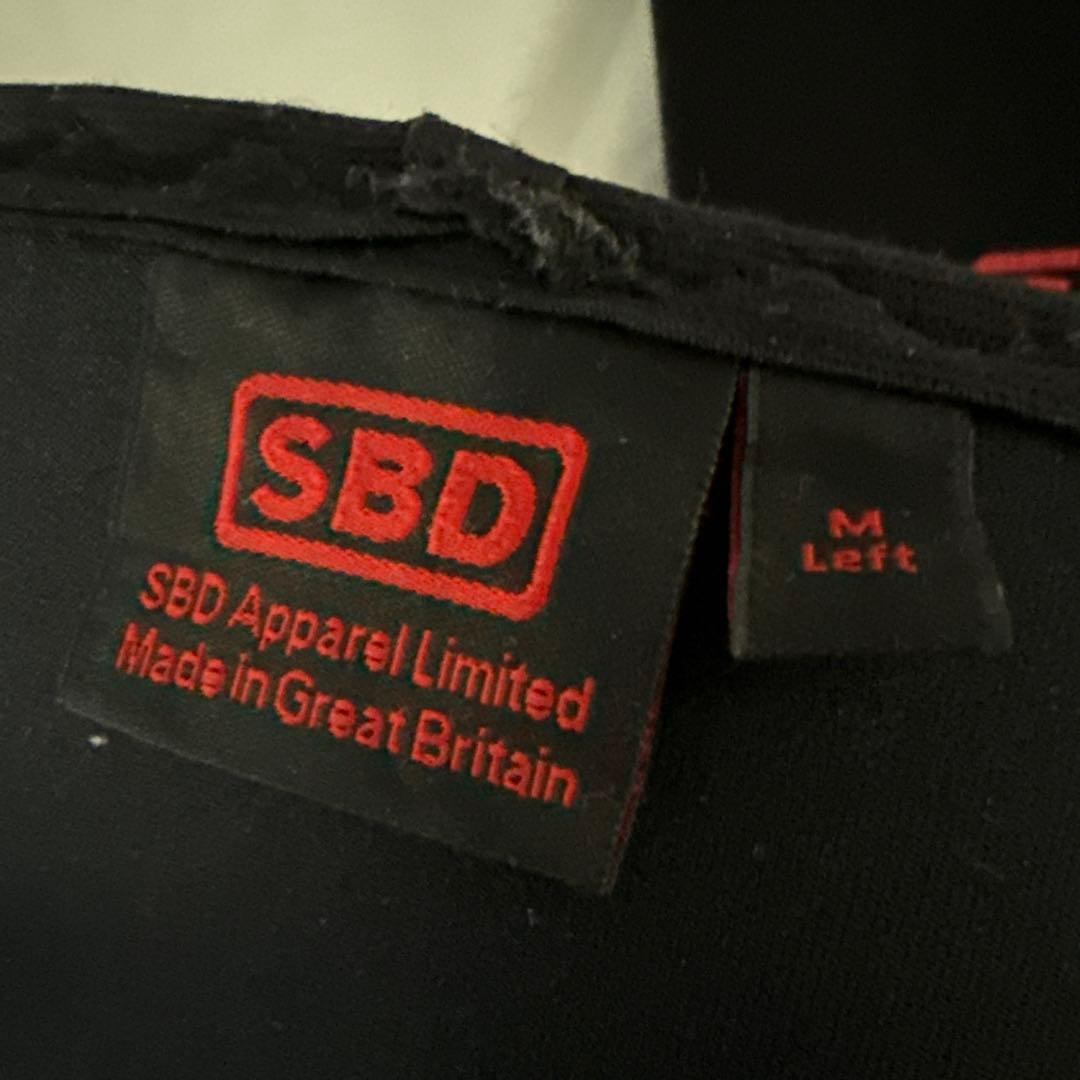 SBD
SBD Apparel Limited
Made in Great Britain
M
Left